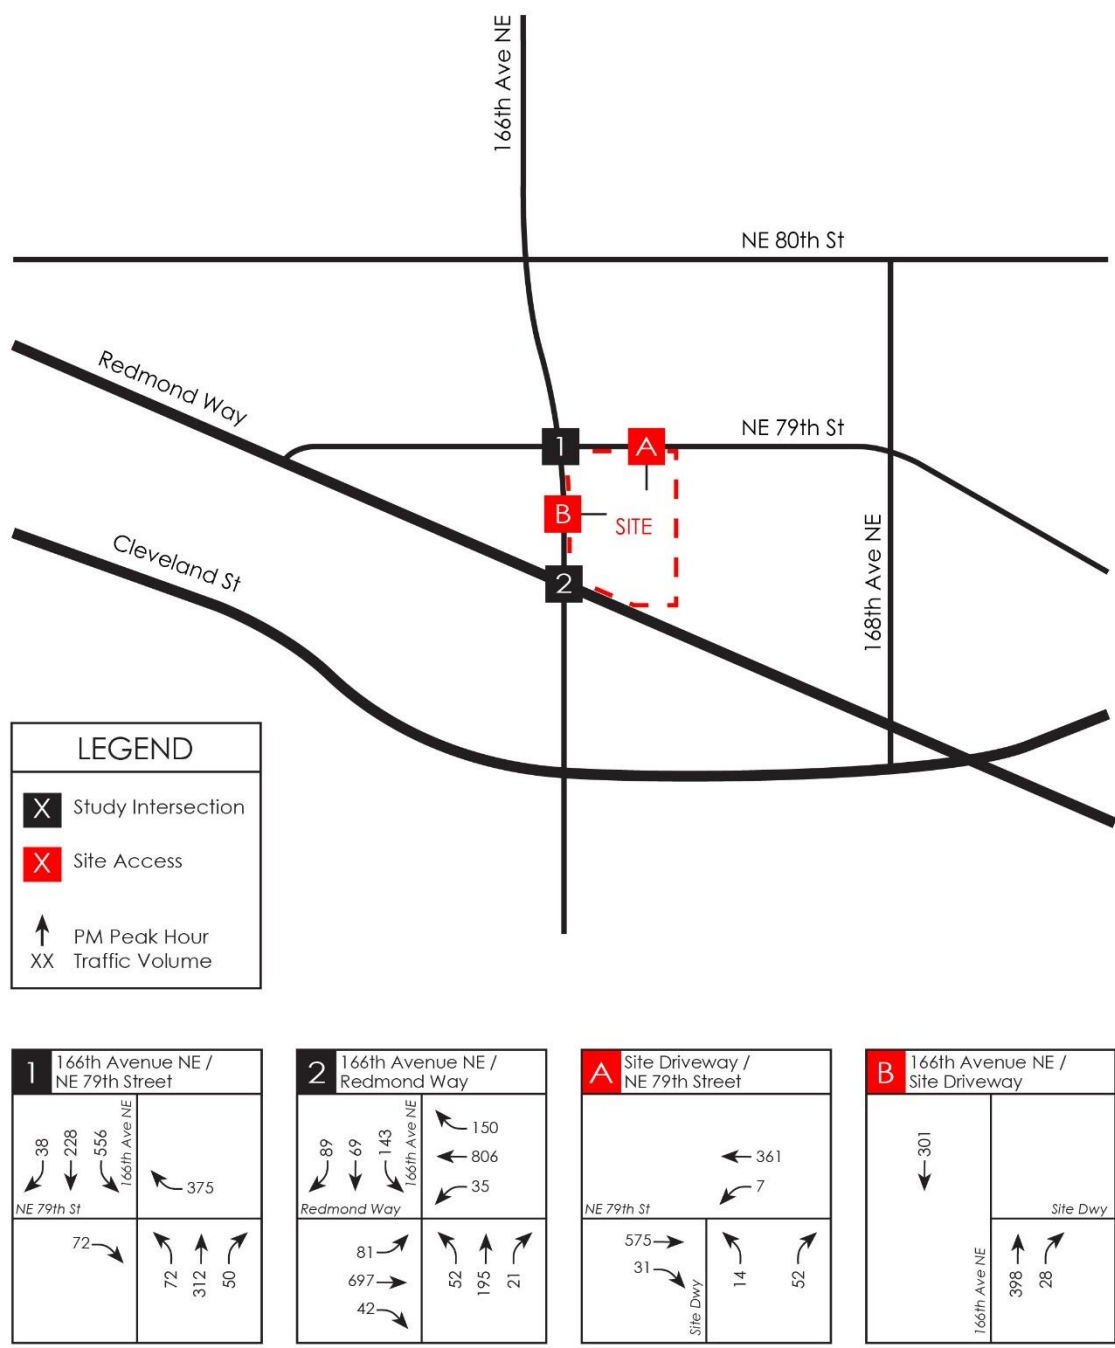 166th Ave NE
NE 80th St
Redmond Way
1
A
NE 79th St
B
SITE
Cleveland St
2
168th Ave NE
LEGEND
X Study Intersection
X Site Access
PM Peak Hour
XX Traffic Volume
1
166th Avenue NE /
NE 79th Street
38
228
556
166th Ave NE
375
NE 79th St
72
72
312
50
2
166th Avenue NE /
Redmond Way
89
69
143
166th Ave NE
150
806
35
Redmond Way
81
697
42
52
195
21
A
Site Driveway /
NE 79th Street
361
7
NE 79th St
575
31
Site Dwy
14
52
B
166th Avenue NE /
Site Driveway
301
Site Dwy
166th Ave NE
398
28